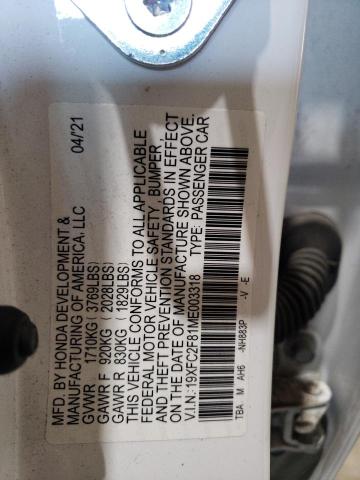 MFD. BY HONDA DEVELOPMENT &
MANUFACTURING OF AMERICA, LLC 04/21
GVWR 1710KG( 3769LBS)
GAWR F 920KG ( 2028LBS)
GAWR R 830KG ( 1829LBS)
THIS VEHICLE CONFORMS TO ALL APPLICABLE
FEDERAL MOTOR VEHICLE SAFETY, BUMPER
AND THEFT PREVENTION STANDARDS IN EFFECT
ON THE DATE OF MANUFACTURE SHOWN ABOVE.
V.I.N.:19XFC2F81ME003318 TYPE: PASSENGER CAR
TBA M AH6 -NH883P -V -E